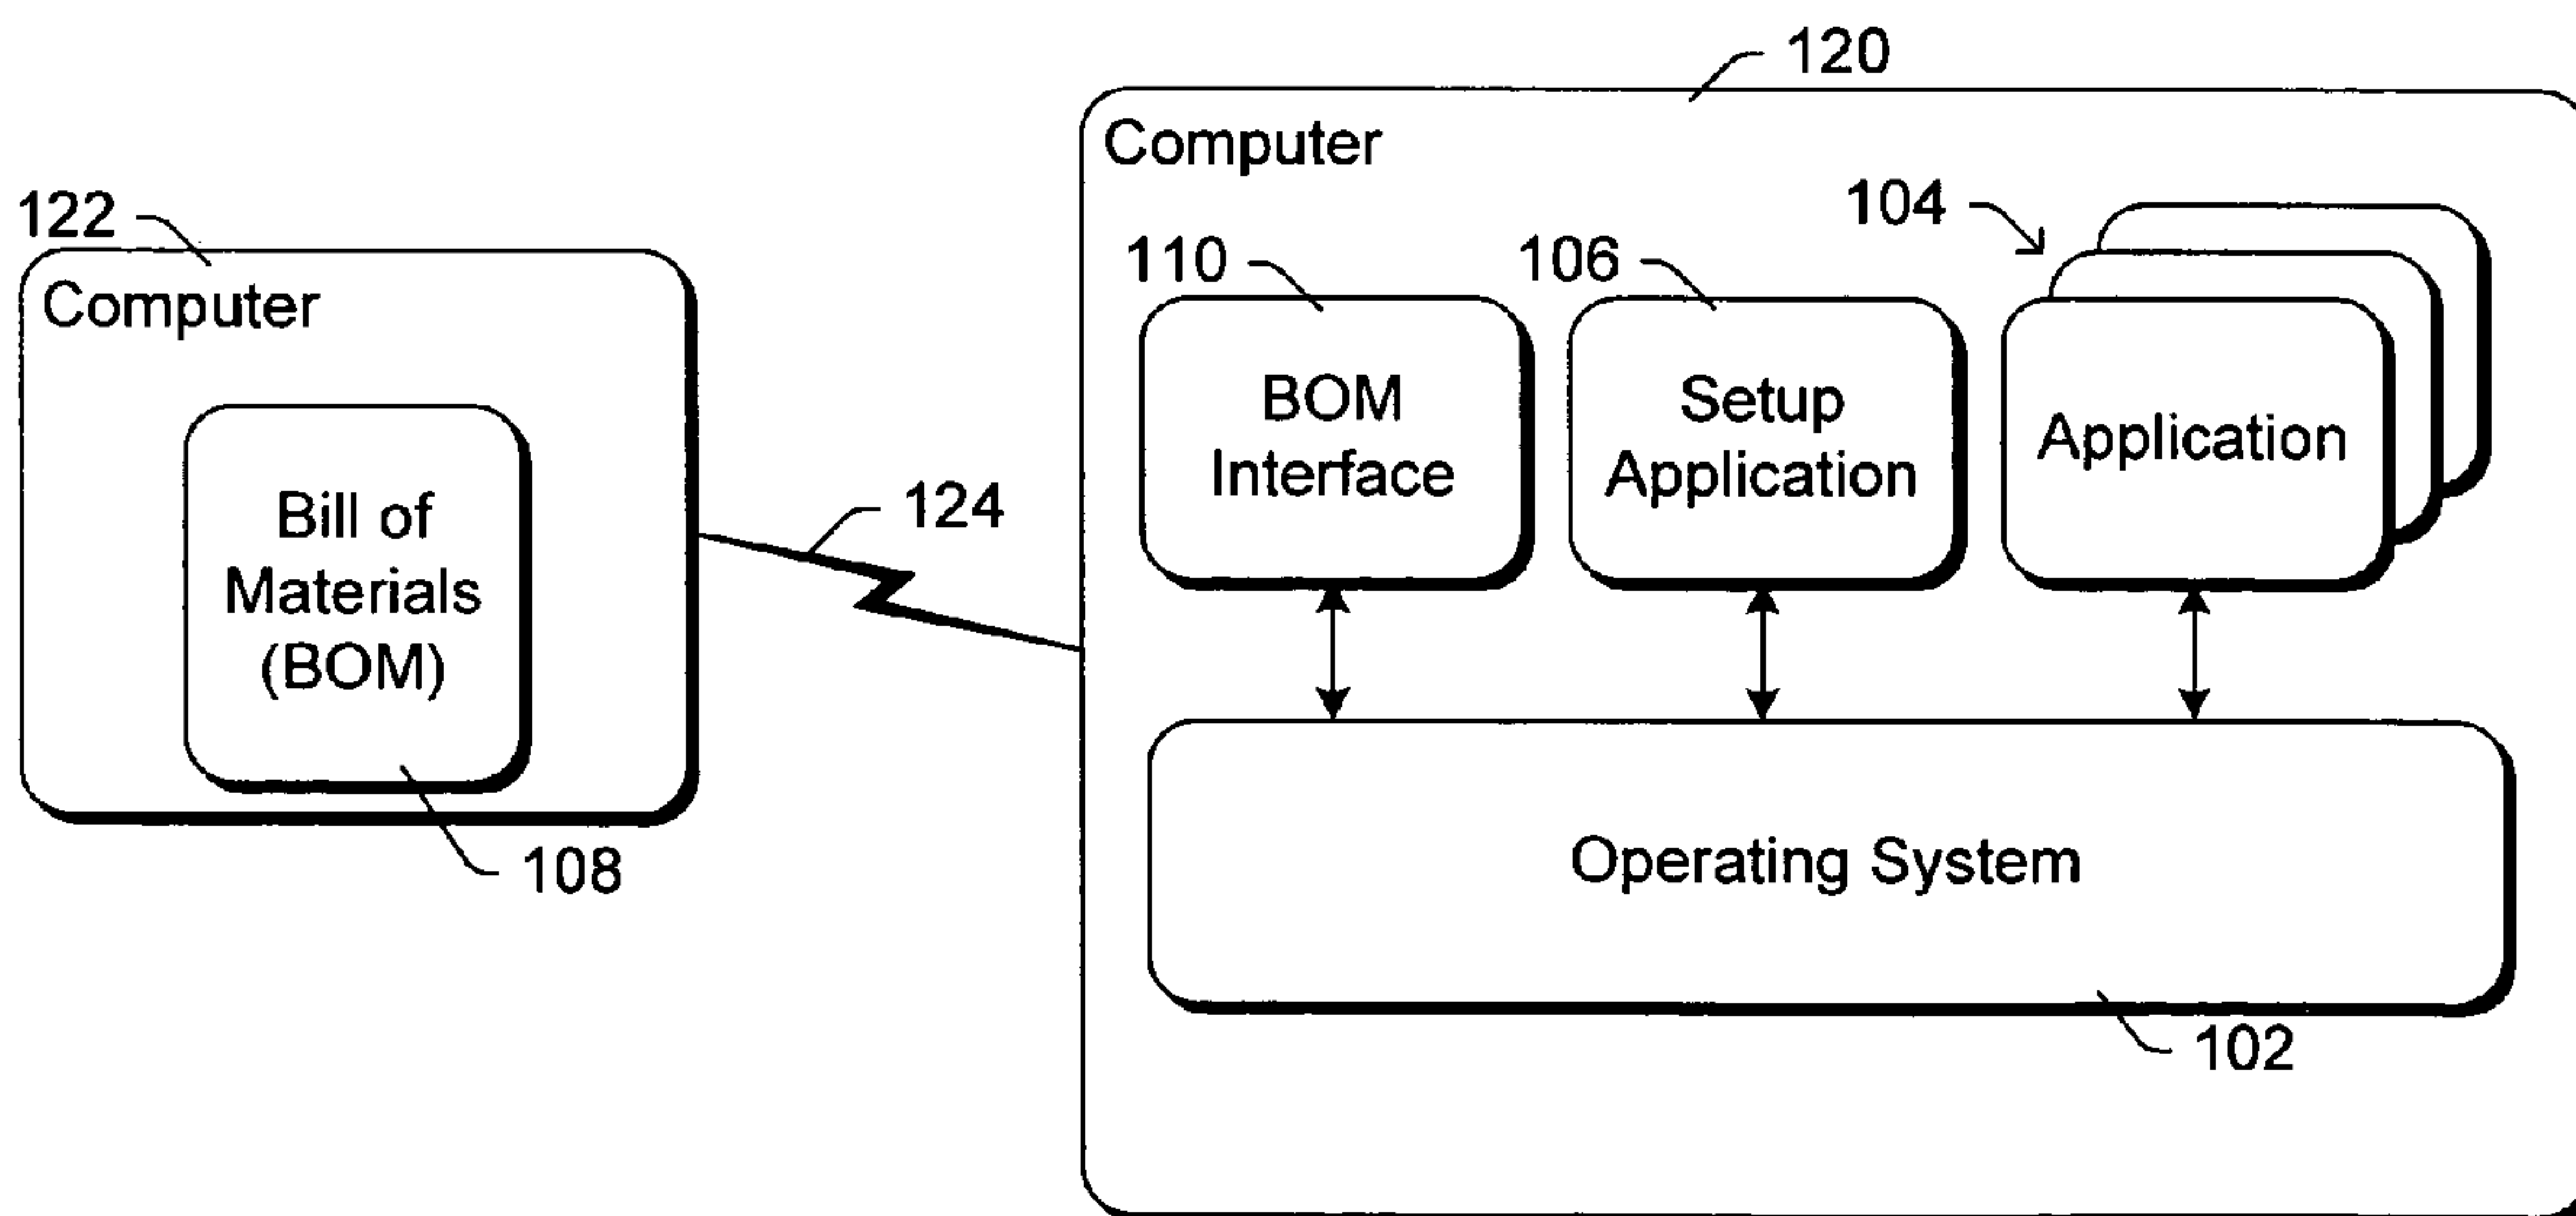 120
Computer
122
Computer
104
110
106
BOM
Interface
Setup
Application
Application
Bill of
Materials
(BOM)
124
Operating System
108
102